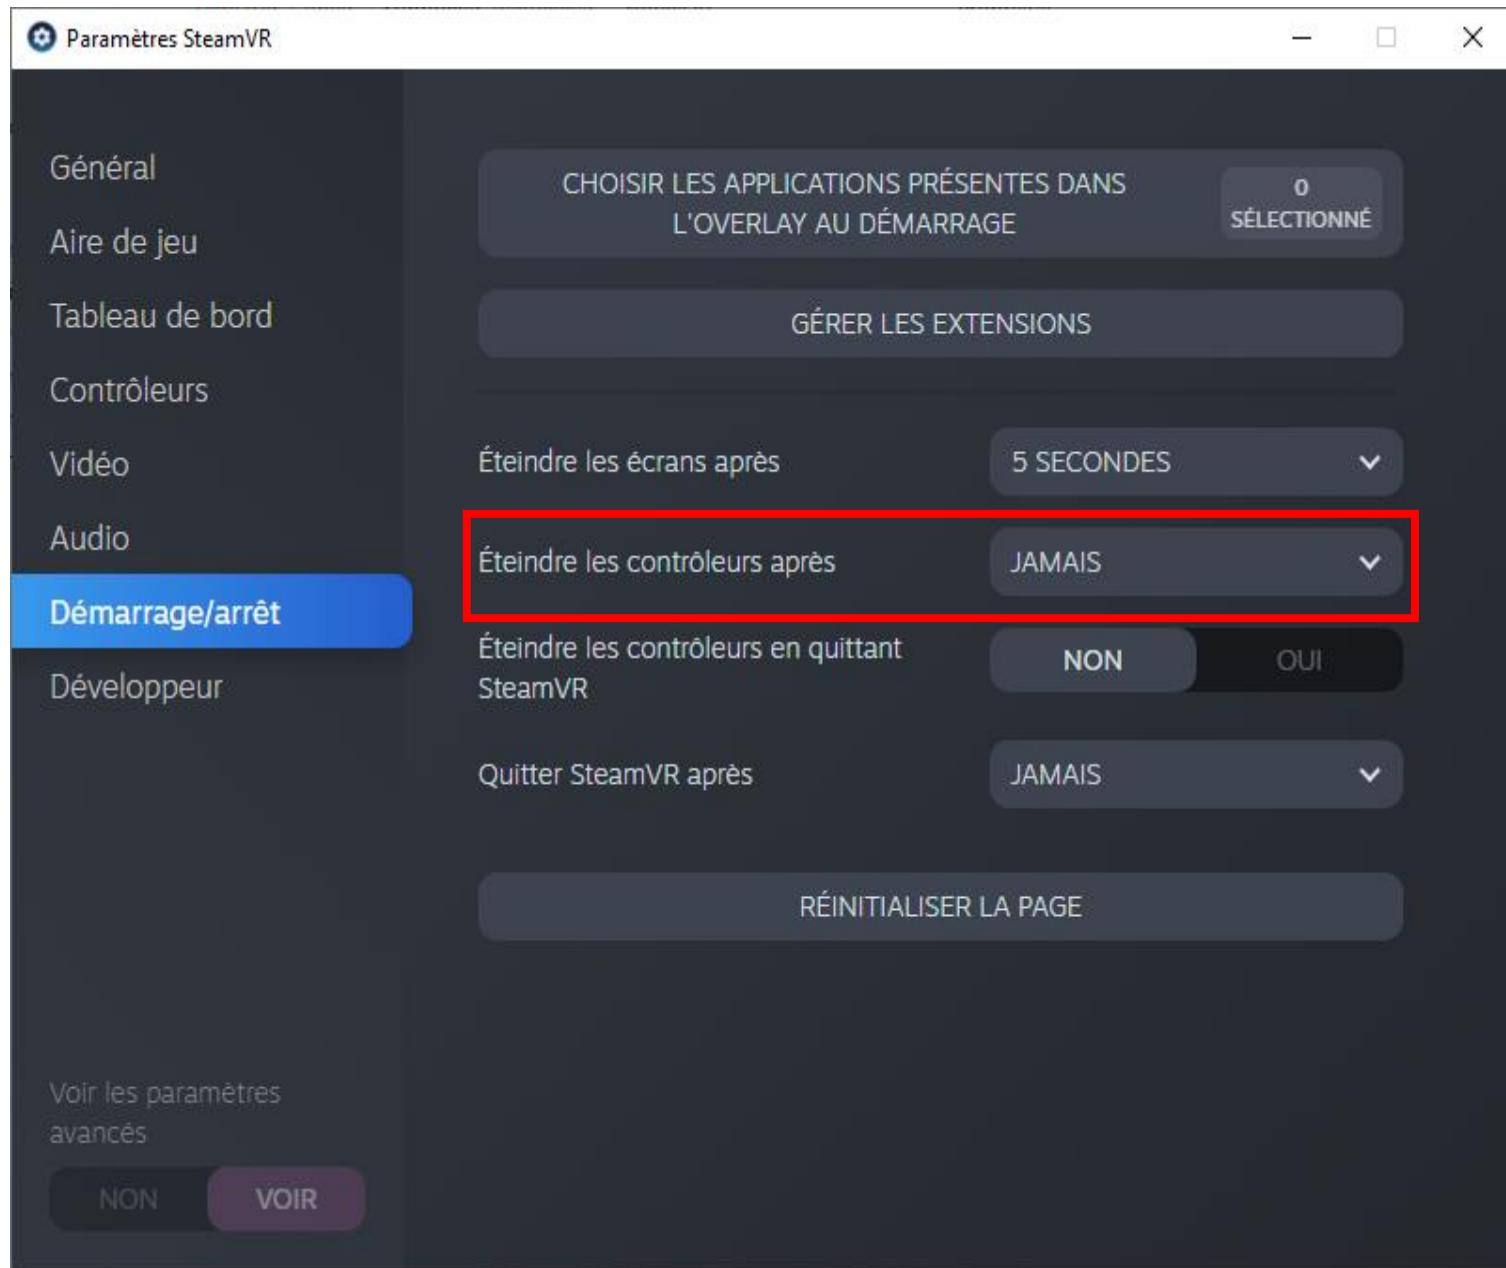 Paramètres SteamVR
Général
Aire de jeu
Tableau de bord
Contrôleurs
Vidéo
Audio
Démarrage/arrêt
Développeur
Voir les paramètres
avancés
NON VOIR
CHOISIR LES APPLICATIONS PRÉSENTES DANS
L'OVERLAY AU DÉMARRAGE
0
SÉLECTIONNÉ
GÉRER LES EXTENSIONS
Éteindre les écrans après 5 SECONDES
Éteindre les contrôleurs après JAMAIS
Éteindre les contrôleurs en quittant
SteamVR
NON OUI
Quitter SteamVR après JAMAIS
RÉINITIALISER LA PAGE